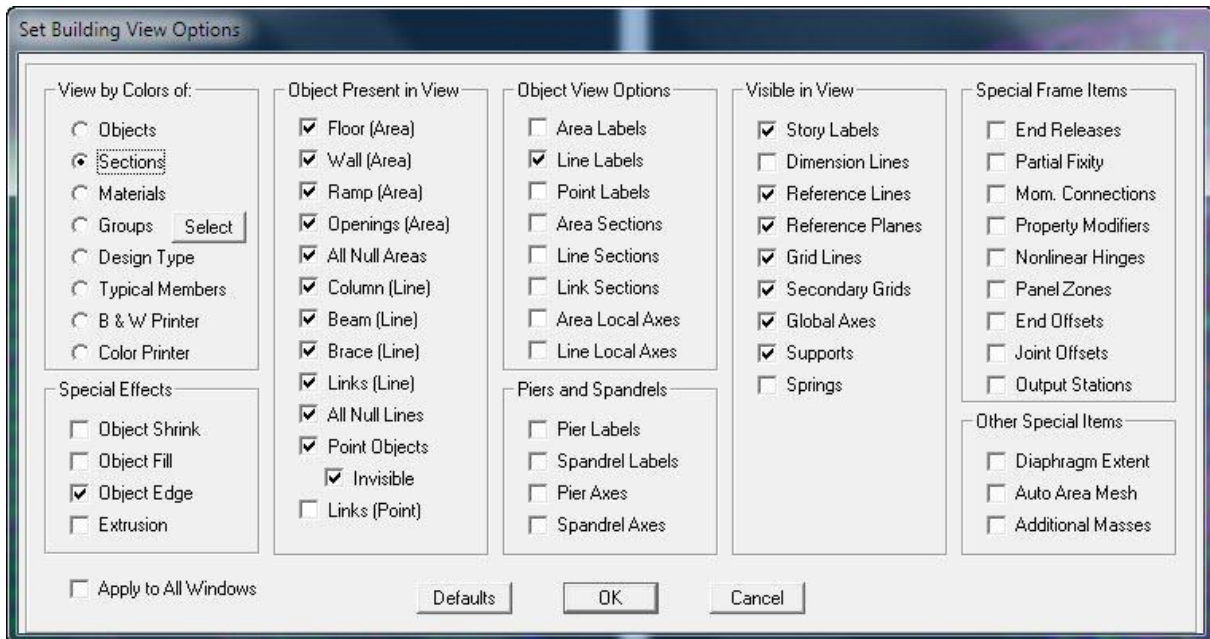 Set Building View Options
View by Colors of:
Objects
Sections
Materials
Groups
Select
Design Type
Typical Members
B & W Printer
Color Printer
Special Effects
Object Shrink
Object Fill
Object Edge
Extrusion
Object Present in View
Floor (Area)
Wall (Area)
Ramp (Area)
Openings (Area)
All Null Areas
Column (Line)
Beam (Line)
Brace (Line)
Links (Line)
All Null Lines
Point Objects
Invisible
Links (Point)
Object View Options
Area Labels
Line Labels
Point Labels
Area Sections
Line Sections
Link Sections
Area Local Axes
Line Local Axes
Piers and Spandrels
Pier Labels
Spandrel Labels
Pier Axes
Spandrel Axes
Visible in View
Story Labels
Dimension Lines
Reference Lines
Reference Planes
Grid Lines
Secondary Grids
Global Axes
Supports
Springs
Special Frame Items
End Releases
Partial Fixity
Mom. Connections
Property Modifiers
Nonlinear Hinges
Panel Zones
End Offsets
Joint Offsets
Output Stations
Other Special Items
Diaphragm Extent
Auto Area Mesh
Additional Masses
Apply to All Windows
Defaults
OK
Cancel